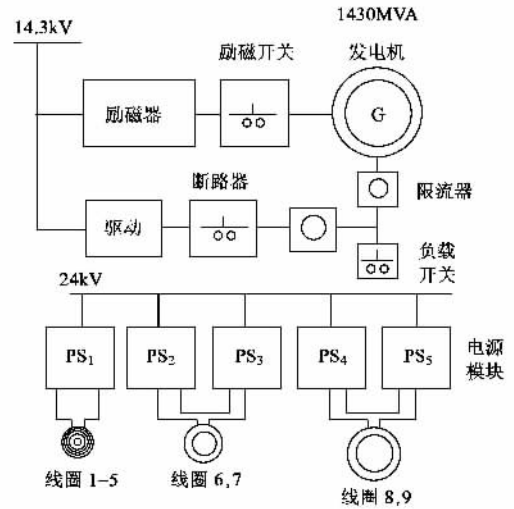 1430MVA
14.3kV
励磁开关
发电机
励磁器
G
断路器
限流器
驱动
负载
开关
24kV
PS1
PS2
PS3
PS4
PS5
电源
模块
线圈 1-5
线圈 6,7
线圈 8,9